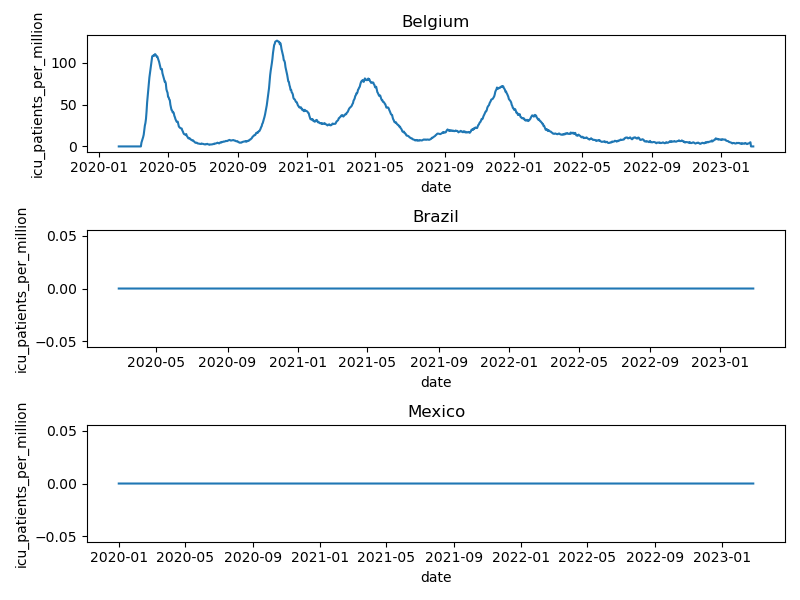 Belgium
icu_patients_per_million
100
50
0
2020-01 2020-05 2020-09 2021-01 2021-05 2021-09 2022-01 2022-05 2022-09 2023-01
date
Brazil
icu_patients_per_million
0.05
0.00
−0.05
2020-05 2020-09 2021-01 2021-05 2021-09 2022-01 2022-05 2022-09 2023-01
date
Mexico
icu_patients_per_million
0.05
0.00
−0.05
2020-01 2020-05 2020-09 2021-01 2021-05 2021-09 2022-01 2022-05 2022-09 2023-01
date